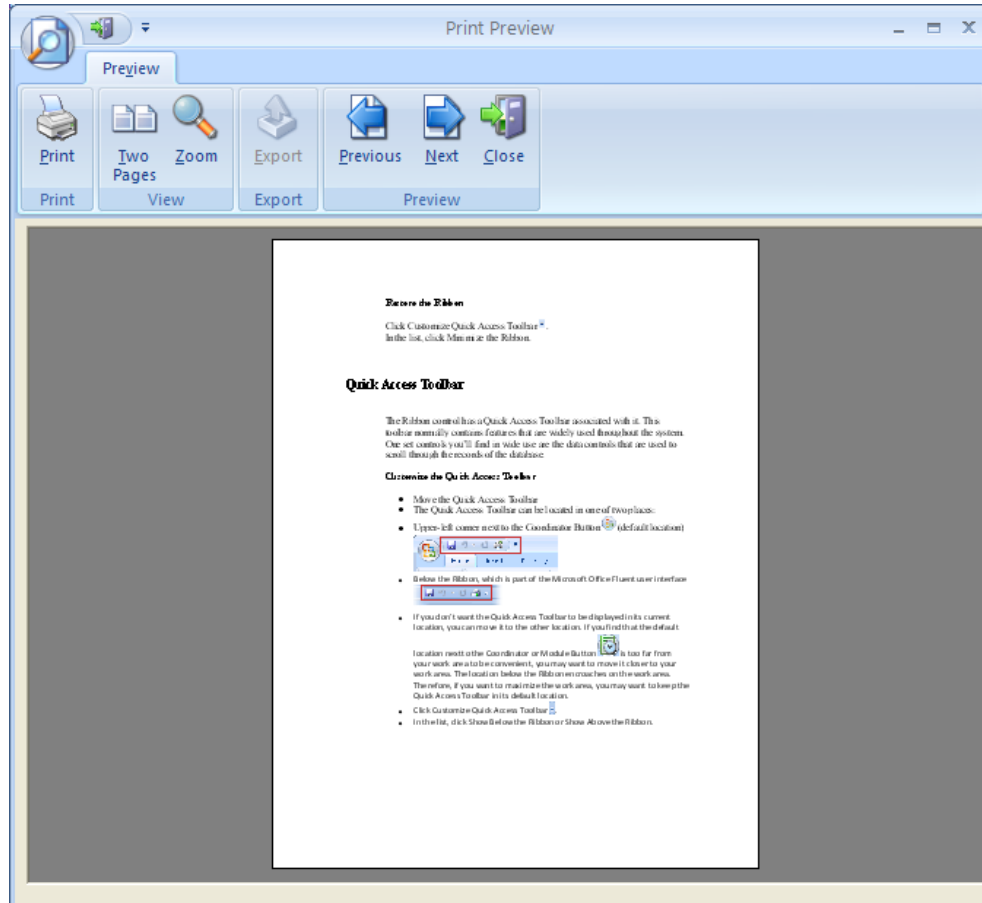 Print Preview
Preview
Print
Two
Pages
Zoom
Export
Previous
Next
Close
Print
View
Export
Preview
Restore the Ribbon
Click Customize Quick Access Toolbar .
In the list, click Minimize the Ribbon.
Quick Access Toolbar
The Ribbon control has a Quick Access Toolbar associated with it. This
toolbar normally contains features that are widely used throughout the system.
One set controls you'll find in wide use are the data controls that are used to
scroll through the records of the database
Customize the Quick Access Toolbar
• Move the Quick Access Toolbar
• The Quick Access Toolbar can be located in one of two places:
• Upper-left corner next to the Coordinator Button (default location)
• Below the Ribbon, which is part of the Microsoft Office Fluent user interface
• If you don't want the Quick Access Toolbar to be displayed in its current
location, you can move it to the other location. If you find that the default
location next to the Coordinator or Module Button is too far from
your work area to be convenient, you may want to move it closer to your
work area. The location below the Ribbon encroaches on the work area.
Therefore, if you want to maximize the work area, you may want to keep the
Quick Access Toolbar in its default location.
• Click Customize Quick Access Toolbar .
• In the list, click Show Below the Ribbon or Show Above the Ribbon.